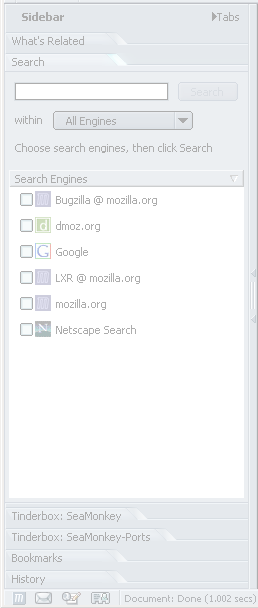 Sidebar Tabs
What's Related
Search
Search
within All Engines
Choose search engines, then click Search
Search Engines
Bugzilla @ mozilla.org
d dmoz.org
G Google
LXR @ mozilla.org
mozilla.org
N Netscape Search
Tinderbox: SeaMonkey
Tinderbox: SeaMonkey-Ports
Bookmarks
History
Document: Done (1.002 secs)